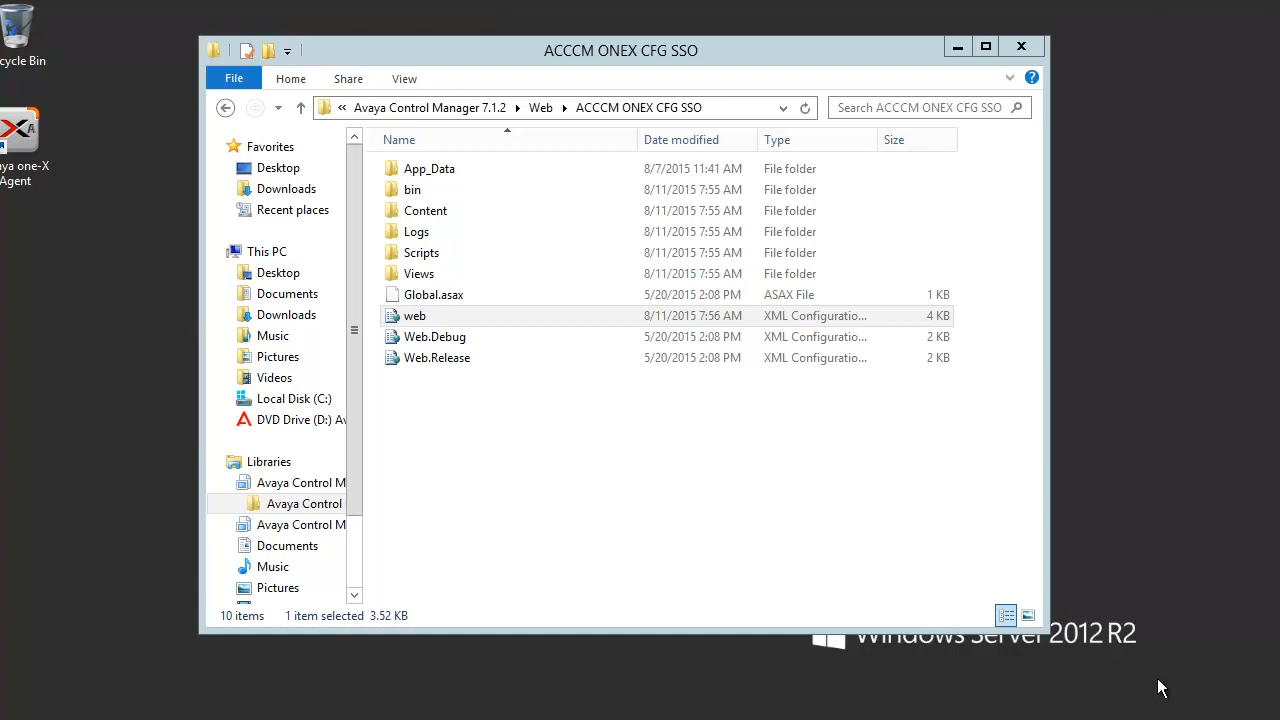 cycle Bin
aya one-X
Agent
ACCCM ONEX CFG SSO
File Home Share View
« Avaya Control Manager 7.1.2 Web ACCCM ONEX CFG SSO
Search ACCCM ONEX CFG SSO
Name Date modified Type Size
Favorites
Desktop
Downloads
Recent places
This PC
Desktop
Documents
Downloads
Music
Pictures
Videos
Local Disk (C:)
DVD Drive (D:) Av
Libraries
Avaya Control M
Avaya Control
Avaya Control M
Documents
Music
Pictures
App_Data 8/7/2015 11:41 AM File folder
bin 8/11/2015 7:55 AM File folder
Content 8/11/2015 7:55 AM File folder
Logs 8/11/2015 7:55 AM File folder
Scripts 8/11/2015 7:55 AM File folder
Views 8/11/2015 7:55 AM File folder
Global.asax 5/20/2015 2:08 PM ASAX File 1 KB
web 8/11/2015 7:56 AM XML Configuratio... 4 KB
Web.Debug 5/20/2015 2:08 PM XML Configuratio... 2 KB
Web.Release 5/20/2015 2:08 PM XML Configuratio... 2 KB
10 items 1 item selected 3.52 KB
Windows Server 2012 R2